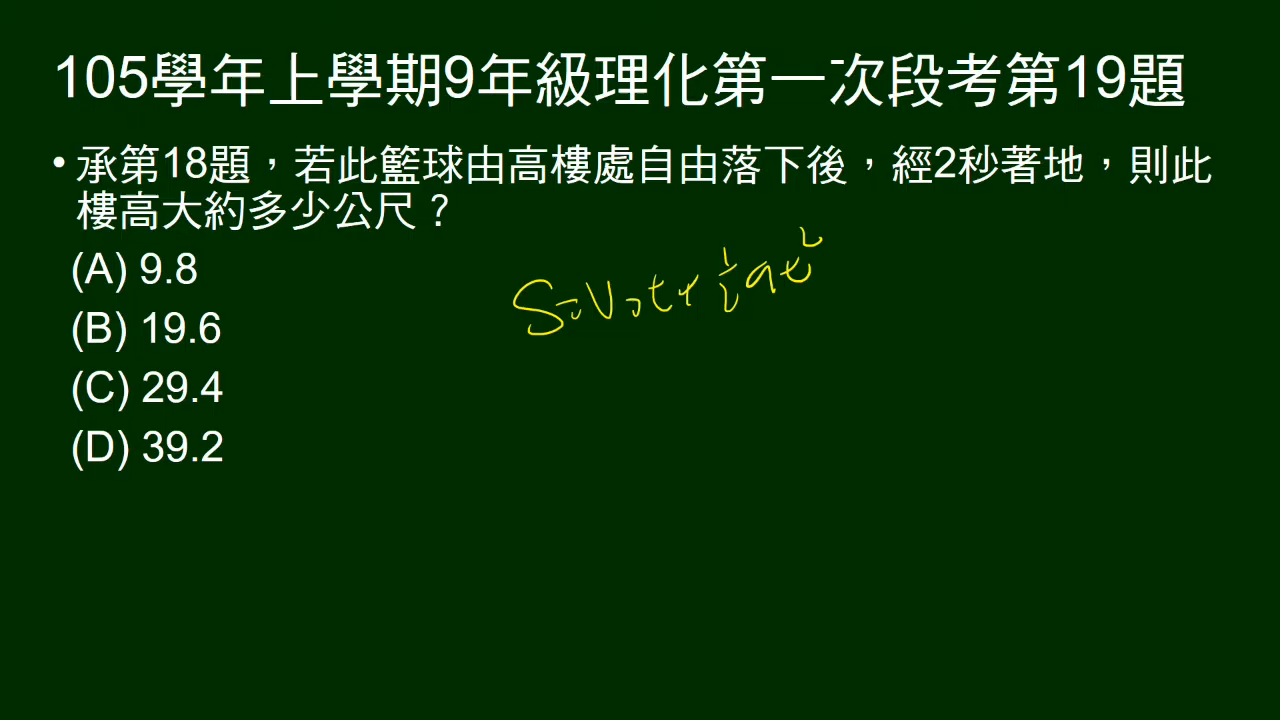 105學年上學期9年級理化第一次段考第19題
• 承第18題，若此籃球由高樓處自由落下後，經2秒著地，則此
樓高大約多少公尺？
(A) 9.8
(B) 19.6
(C) 29.4
(D) 39.2
S=V₀t+½at²